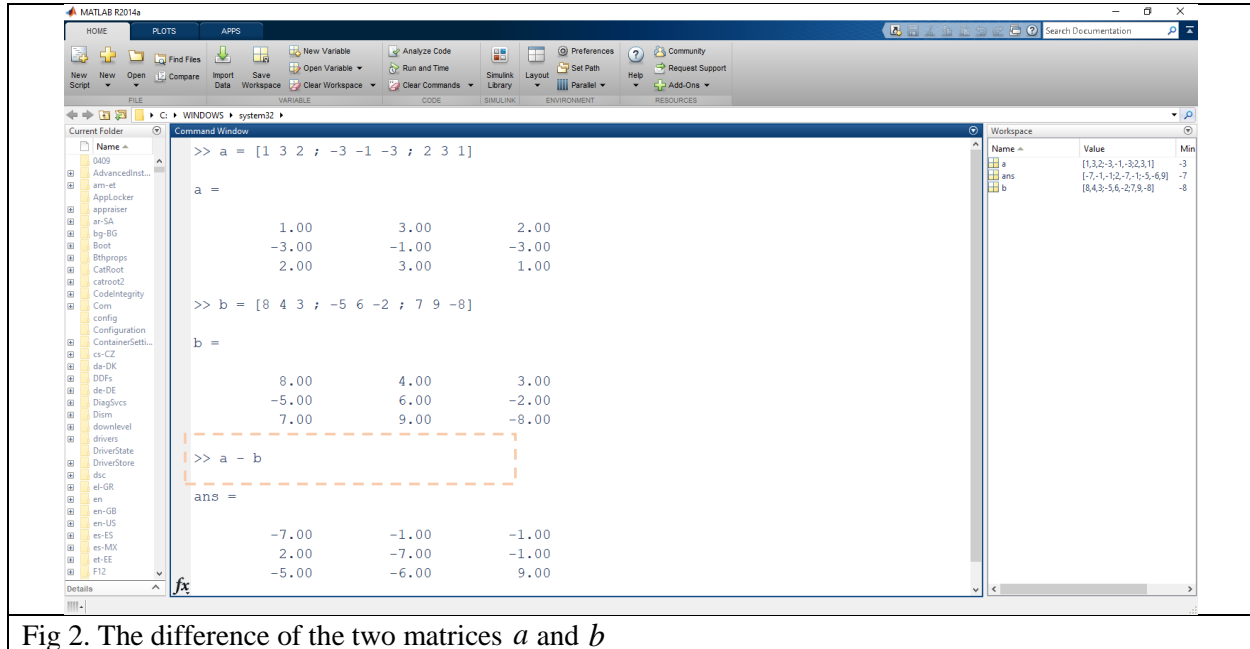 MATLAB R2014a
HOME PLOTS APPS
Search Documentation
New Script
New
Open
Find Files
Compare
Import Data
Save Workspace
New Variable
Open Variable
Clear Workspace
Analyze Code
Run and Time
Clear Commands
Simulink Library
Layout
Preferences
Set Path
Parallel
Help
Community
Request Support
Add-Ons
FILE VARIABLE CODE SIMULINK ENVIRONMENT RESOURCES
C: WINDOWS system32
Current Folder
Name
0409
AdvancedInst...
am-et
AppLocker
appraiser
ar-SA
bg-BG
Boot
Bthprops
CatRoot
catroot2
CodeIntegrity
Com
config
Configuration
ContainerSetti...
cs-CZ
da-DK
DDFs
de-DE
DiagSvcs
Dism
downlevel
drivers
DriverState
DriverStore
dsc
el-GR
en
en-GB
en-US
es-ES
es-MX
et-EE
F12
Details
Command Window
>> a = [1 3 2 ; -3 -1 -3 ; 2 3 1]
a =
1.00 3.00 2.00
-3.00 -1.00 -3.00
2.00 3.00 1.00
>> b = [8 4 3 ; -5 6 -2 ; 7 9 -8]
b =
8.00 4.00 3.00
-5.00 6.00 -2.00
7.00 9.00 -8.00
>> a - b
ans =
-7.00 -1.00 -1.00
2.00 -7.00 -1.00
-5.00 -6.00 9.00
fx
Workspace
Name Value Min
a [1,3,2;-3,-1,-3;2,3,1] -3
ans [-7,-1,-1;2,-7,-1;-5,-6,9] -7
b [8,4,3;-5,6,-2;7,9,-8] -8
Fig 2. The difference of the two matrices a and b